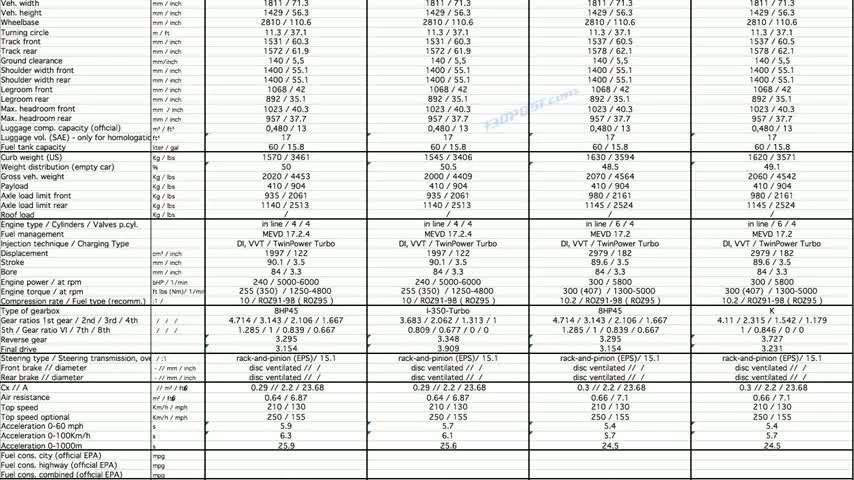 Veh. width mm / inch 1811 / 71.3 1811 / 71.3 1811 / 71.3 1811 / 71.3
Veh. height mm / inch 1429 / 56.3 1429 / 56.3 1429 / 56.3 1429 / 56.3
Wheelbase mm / inch 2810 / 110.6 2810 / 110.6 2810 / 110.6 2810 / 110.6
Turning circle m / ft 11.3 / 37.1 11.3 / 37.1 11.3 / 37.1 11.3 / 37.1
Track front mm / inch 1531 / 60.3 1531 / 60.3 1537 / 60.5 1537 / 60.5
Track rear mm / inch 1572 / 61.9 1572 / 61.9 1578 / 62.1 1578 / 62.1
Ground clearance mm/inch 140 / 5,5 140 / 5,5 140 / 5,5 140 / 5,5
Shoulder width front mm / inch 1400 / 55.1 1400 / 55.1 1400 / 55.1 1400 / 55.1
Shoulder width rear mm / inch 1400 / 55.1 1400 / 55.1 1400 / 55.1 1400 / 55.1
Legroom front mm / inch 1068 / 42 1068 / 42 1068 / 42 1068 / 42
Legroom rear mm / inch 892 / 35.1 892 / 35.1 892 / 35.1 892 / 35.1
Max. headroom front mm / inch 1023 / 40.3 1023 / 40.3 1023 / 40.3 1023 / 40.3
Max. headroom rear mm / inch 957 / 37.7 957 / 37.7 957 / 37.7 957 / 37.7
Luggage comp. capacity (official) m³ / ft³ 0,480 / 13 0,480 / 13 0,480 / 13 0,480 / 13
Luggage vol. (SAE) - only for homologatic ft³ 17 17 17 17
Fuel tank capacity liter / gal 60 / 15.8 60 / 15.8 60 / 15.8 60 / 15.8
Curb weight (US) Kg / lbs 1570 / 3461 1545 / 3406 1630 / 3594 1620 / 3571
Weight distribution (empty car) % 50 50.5 48.5 49.1
Gross veh. weight Kg / lbs 2020 / 4453 2000 / 4409 2070 / 4564 2060 / 4542
Payload Kg / lbs 410 / 904 410 / 904 410 / 904 410 / 904
Axle load limit front Kg / lbs 935 / 2061 935 / 2061 980 / 2161 980 / 2161
Axle load limit rear Kg / lbs 1140 / 2513 1140 / 2513 1145 / 2524 1145 / 2524
Roof load Kg / lbs / / / /
Engine type / Cylinders / Valves p.cyl. in line / 4 / 4 in line / 4 / 4 in line / 6 / 4 in line / 6 / 4
Fuel management MEVD 17.2.4 MEVD 17.2.4 MEVD 17.2 MEVD 17.2
Injection technique / Charging Type DI, VVT / TwinPower Turbo DI, VVT / TwinPower Turbo DI, VVT / TwinPower Turbo DI, VVT / TwinPower Turbo
Displacement cm³ / inch 1997 / 122 1997 / 122 2979 / 182 2979 / 182
Stroke mm / inch 90.1 / 3.5 90.1 / 3.5 89.6 / 3.5 89.6 / 3.5
Bore mm / inch 84 / 3.3 84 / 3.3 84 / 3.3 84 / 3.3
Engine power / at rpm bHP / 1/min 240 / 5000-6000 240 / 5000-6000 300 / 5800 300 / 5800
Engine torque / at rpm ft lbs (Nm)/ 1/min 255 (350) / 1250-4800 255 (350) / 1250-4800 300 (407) / 1300-5000 300 (407) / 1300-5000
Compression rate / Fuel type (recomm.) :1 / 10 / ROZ91-98 ( ROZ95 ) 10 / ROZ91-98 ( ROZ95 ) 10.2 / ROZ91-98 ( ROZ95 ) 10.2 / ROZ91-98 ( ROZ95 )
Type of gearbox 8HP45 I-350-Turbo 8HP45 K
Gear ratios 1st gear / 2nd / 3rd / 4th / / / 4.714 / 3.143 / 2.106 / 1.667 3.683 / 2.062 / 1.313 / 1 4.714 / 3.143 / 2.106 / 1.667 4.11 / 2.315 / 1.542 / 1.179
5th / Gear ratio VI / 7th / 8th / / / 1.285 / 1 / 0.839 / 0.667 0.809 / 0.677 / 0 / 0 1.285 / 1 / 0.839 / 0.667 1 / 0.846 / 0 / 0
Reverse gear 3.295 3.348 3.295 3.727
Final drive 3.154 3.909 3.154 3.231
Steering type / Steering transmission, ove / :1 rack-and-pinion (EPS)/ 15.1 rack-and-pinion (EPS)/ 15.1 rack-and-pinion (EPS)/ 15.1 rack-and-pinion (EPS)/ 15.1
Front brake // diameter - // mm / inch disc ventilated // / disc ventilated // / disc ventilated // / disc ventilated // /
Rear brake // diameter - // mm / inch disc ventilated // / disc ventilated // / disc ventilated // / disc ventilated // /
Cx // A // m² / 0.29 // 2.2 / 23.68 0.29 // 2.2 / 23.68 0.3 // 2.2 / 23.68 0.3 // 2.2 / 23.68
Air resistance m² / 0.64 / 6.87 0.64 / 6.87 0.66 / 7.1 0.66 / 7.1
Top speed Km/h / mph 210 / 130 210 / 130 210 / 130 210 / 130
Top speed optional Km/h / mph 250 / 155 250 / 155 250 / 155 250 / 155
Acceleration 0-60 mph s 5.9 5.7 5.4 5.4
Acceleration 0-100Km/h s 6.3 6.1 5.7 5.7
Acceleration 0-1000m s 25.9 25.6 24.5 24.5
Fuel cons. city (official EPA) mpg
Fuel cons. highway (official EPA) mpg
Fuel cons. combined (official EPA) mpg
F30POST.com